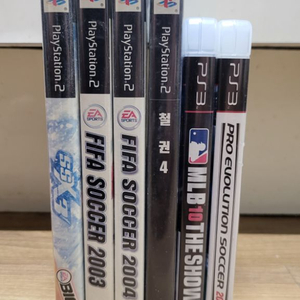 PlayStation 2
SSX
PlayStation 2
EA SPORTS
FIFA SOCCER 2003
PlayStation 2
EA SPORTS
FIFA SOCCER 2004
PlayStation 2
철권 4
PS3
MLB 10 THE SHOW
PS3
PRO EVOLUTION SOCCER